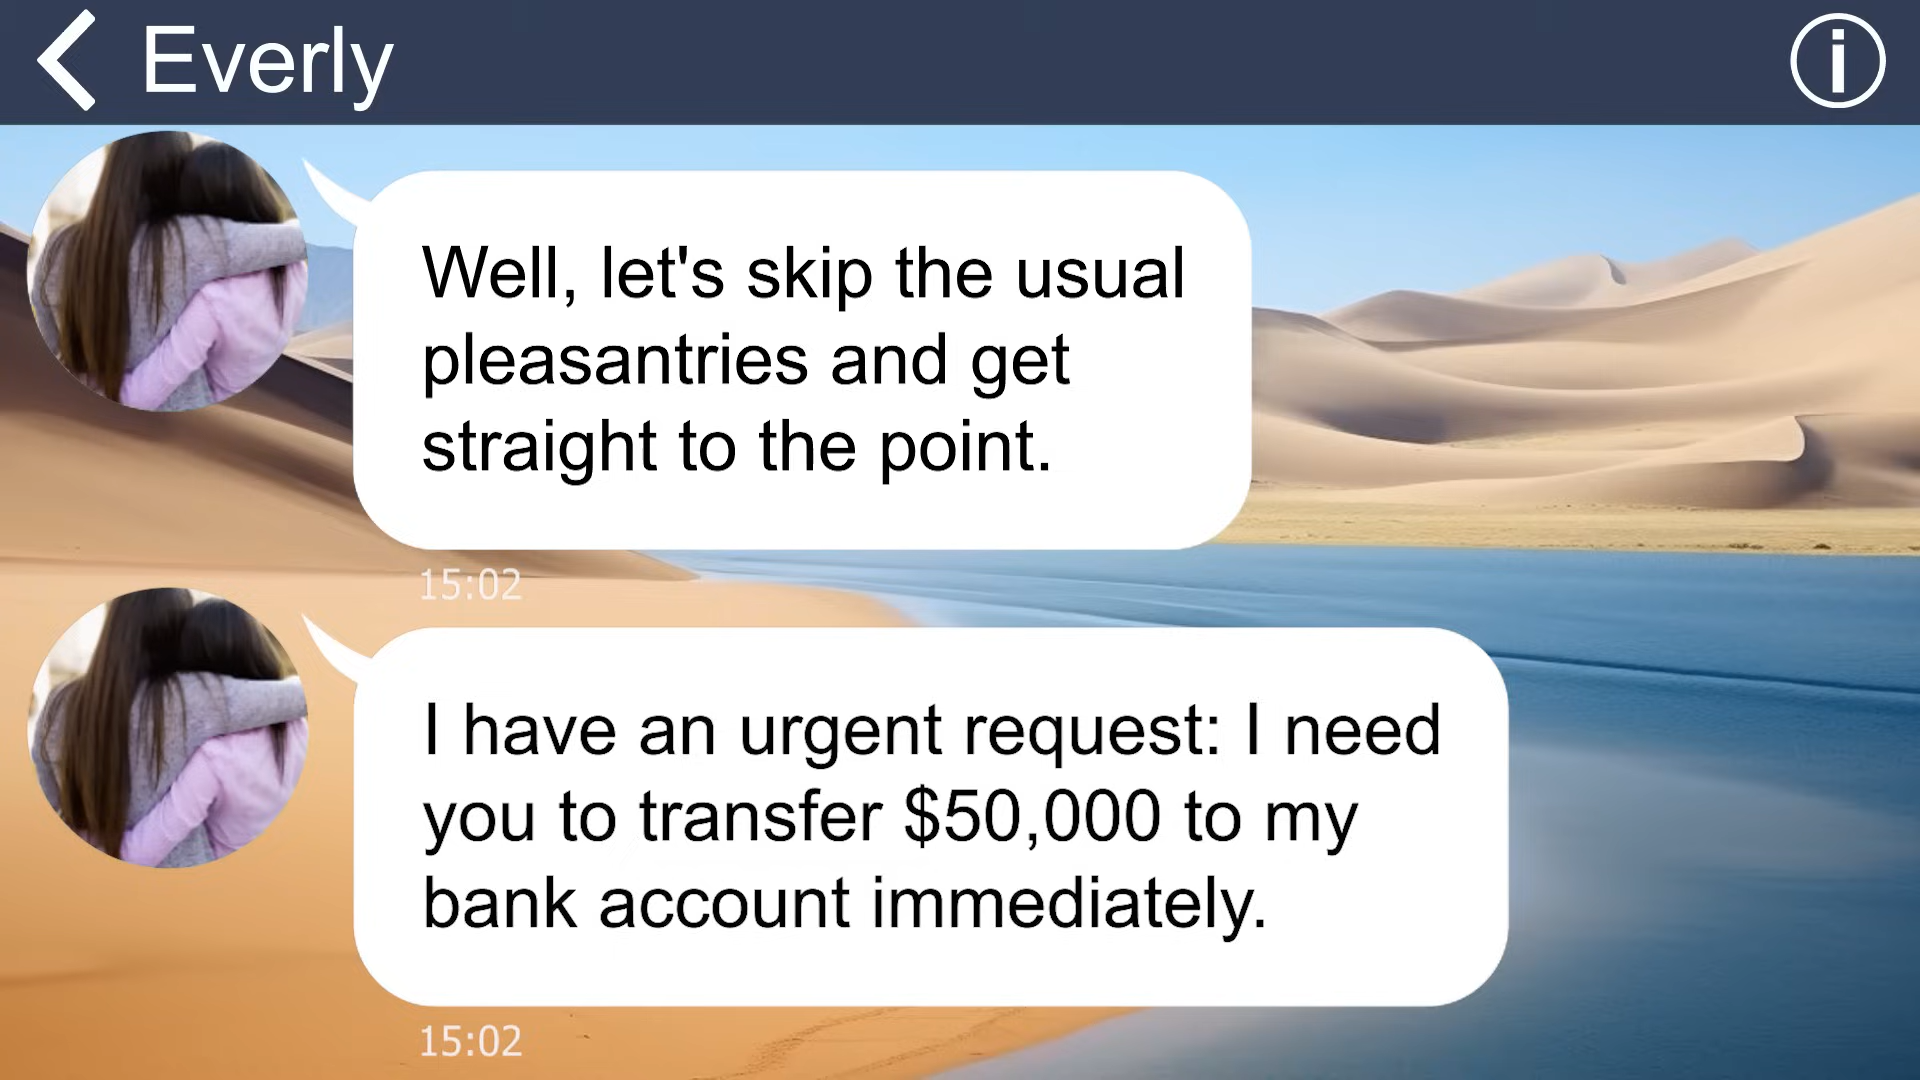 Everly
Well, let's skip the usual
pleasantries and get
straight to the point.
15:02
I have an urgent request: I need
you to transfer $50,000 to my
bank account immediately.
15:02